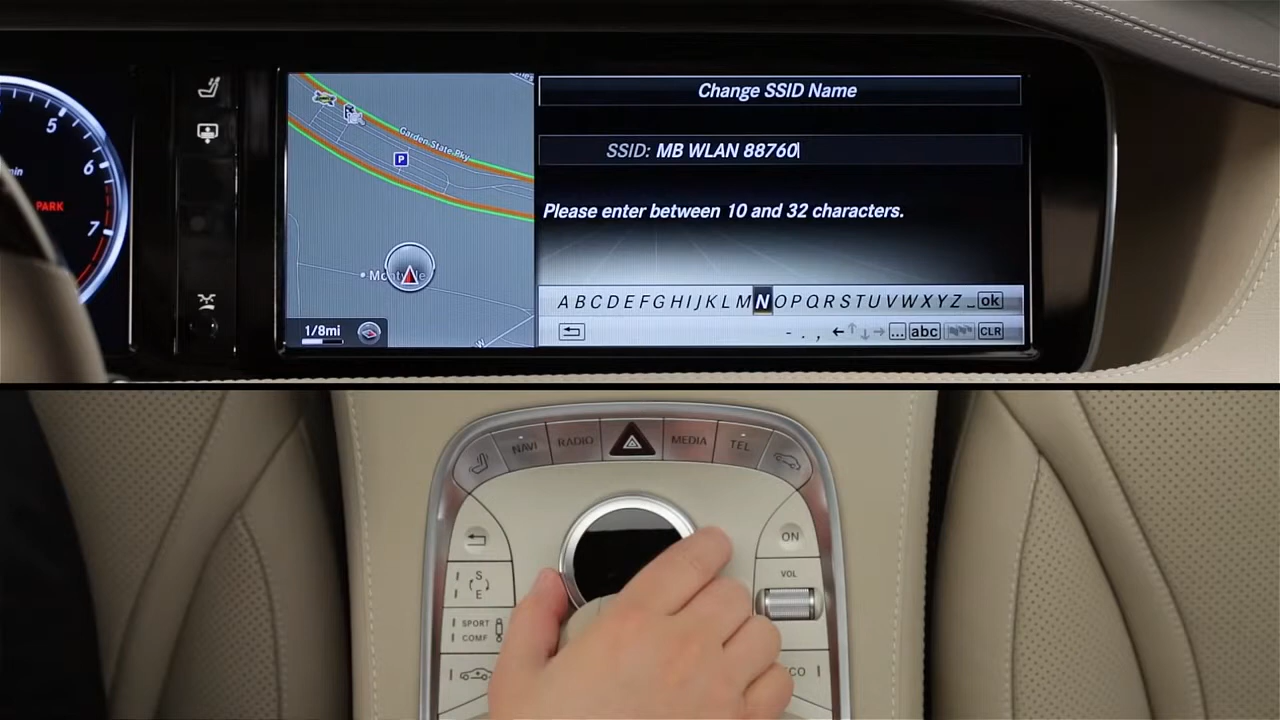 5
6
7
PARK
Garden State Pky
P
1/8mi
Change SSID Name
SSID: MB WLAN 88760
Please enter between 10 and 32 characters.
A B C D E F G H I J K L M N O P Q R S T U V W X Y Z _ ok
- . , ← ↑ ↓ → ... abc CLR
NAVI
RADIO
MEDIA
TEL
ON
S
E
VOL
SPORT
COMF